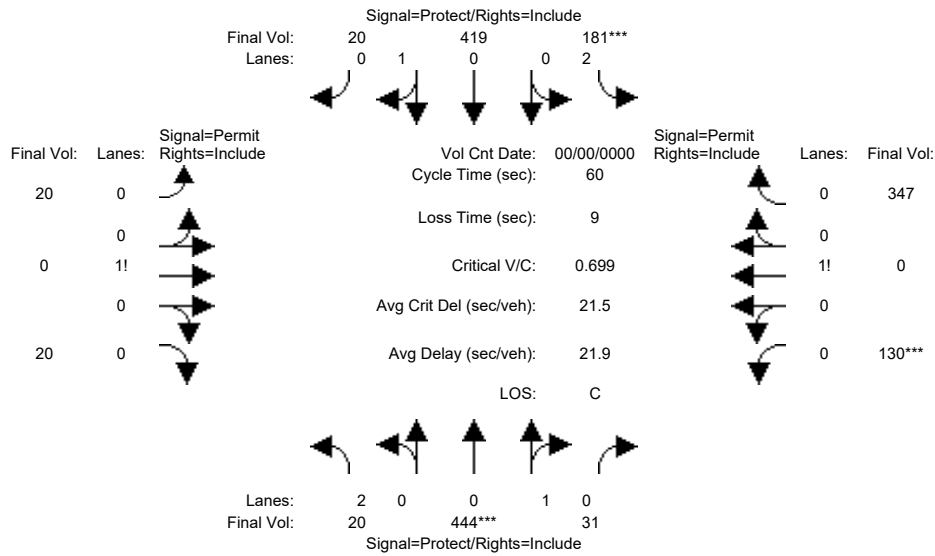 Signal=Protect/Rights=Include
Final Vol: 20 419 181***
Lanes: 0 1 0 0 2
Signal=Permit Signal=Permit
Final Vol: Lanes: Rights=Include Vol Cnt Date: 00/00/0000 Rights=Include Lanes: Final Vol:
Cycle Time (sec): 60
20 0 0 347
Loss Time (sec): 9
0 0
0 1! Critical V/C: 0.699 1! 0
0 Avg Crit Del (sec/veh): 21.5 0
20 0 Avg Delay (sec/veh): 21.9 0 130***
LOS: C
Lanes: 2 0 0 1 0
Final Vol: 20 444*** 31
Signal=Protect/Rights=Include